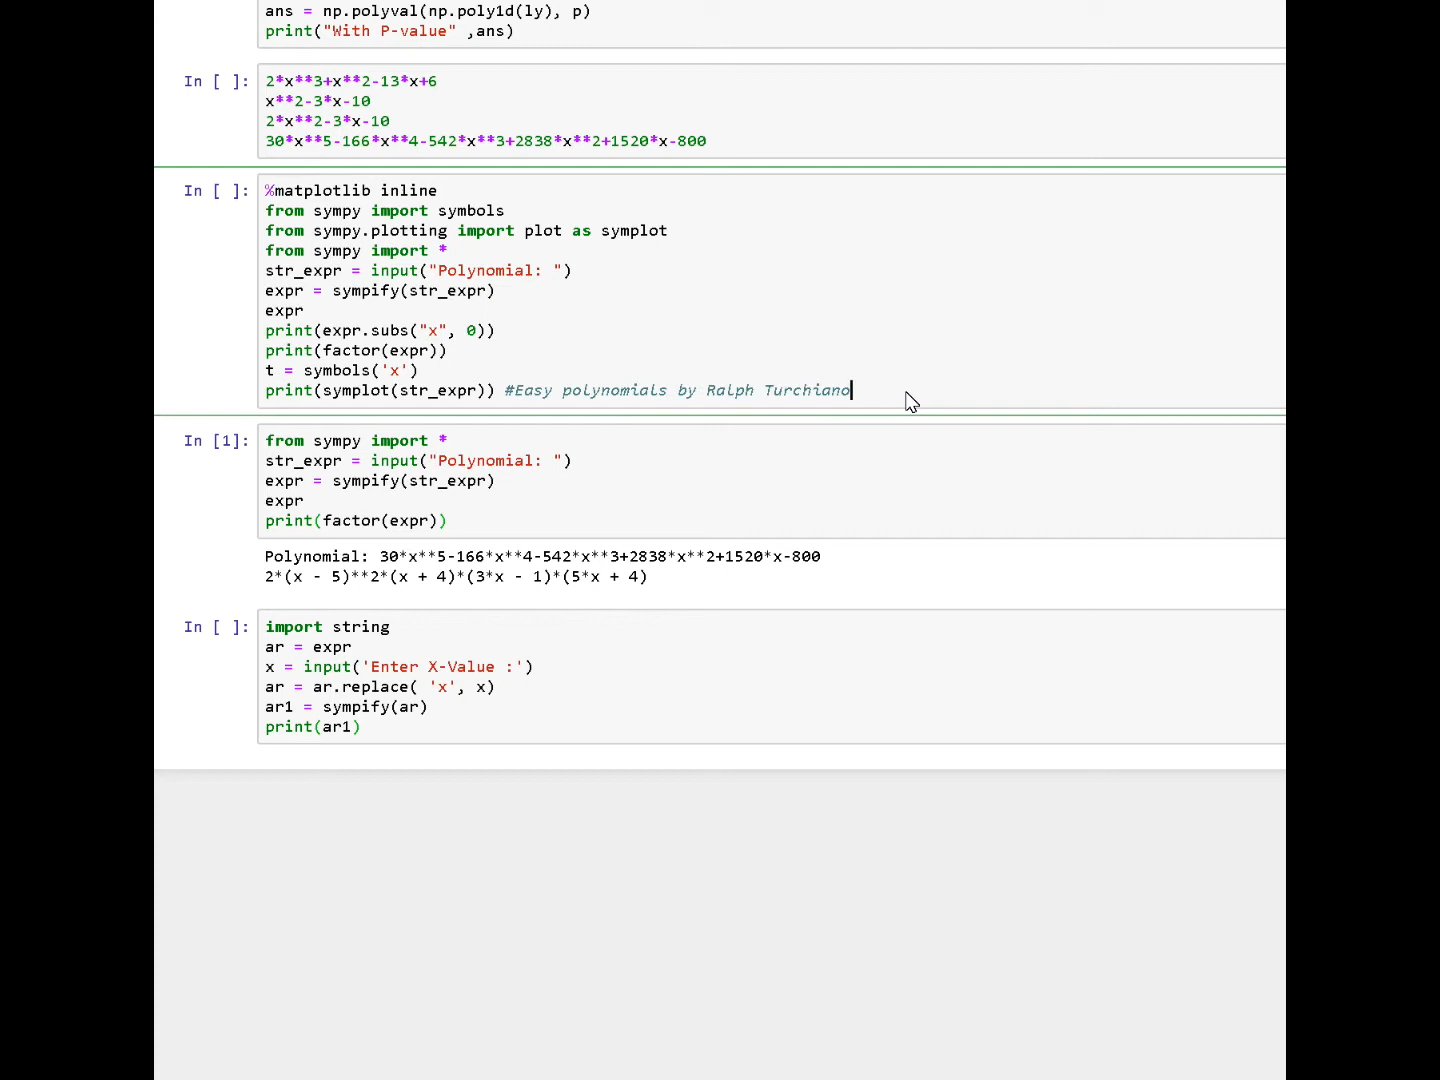 ans = np.polyval(np.poly1d(ly), p)
print("With P-value" ,ans)
In [ ]:
2*x**3+x**2-13*x+6
x**2-3*x-10
2*x**2-3*x-10
30*x**5-166*x**4-542*x**3+2838*x**2+1520*x-800
In [ ]:
%matplotlib inline
from sympy import symbols
from sympy.plotting import plot as symplot
from sympy import *
str_expr = input("Polynomial: ")
expr = sympify(str_expr)
expr
print(expr.subs("x", 0))
print(factor(expr))
t = symbols('x')
print(symplot(str_expr)) #Easy polynomials by Ralph Turchiano
In [1]:
from sympy import *
str_expr = input("Polynomial: ")
expr = sympify(str_expr)
expr
print(factor(expr))
Polynomial: 30*x**5-166*x**4-542*x**3+2838*x**2+1520*x-800
2*(x - 5)**2*(x + 4)*(3*x - 1)*(5*x + 4)
In [ ]:
import string
ar = expr
x = input('Enter X-Value :')
ar = ar.replace( 'x', x)
ar1 = sympify(ar)
print(ar1)